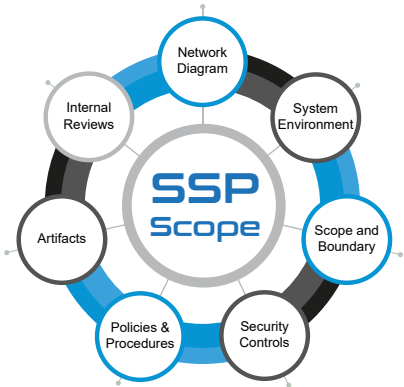 Network
Diagram
System
Environment
Scope and
Boundary
Security
Controls
Policies &
Procedures
Artifacts
Internal
Reviews
SSP
Scope